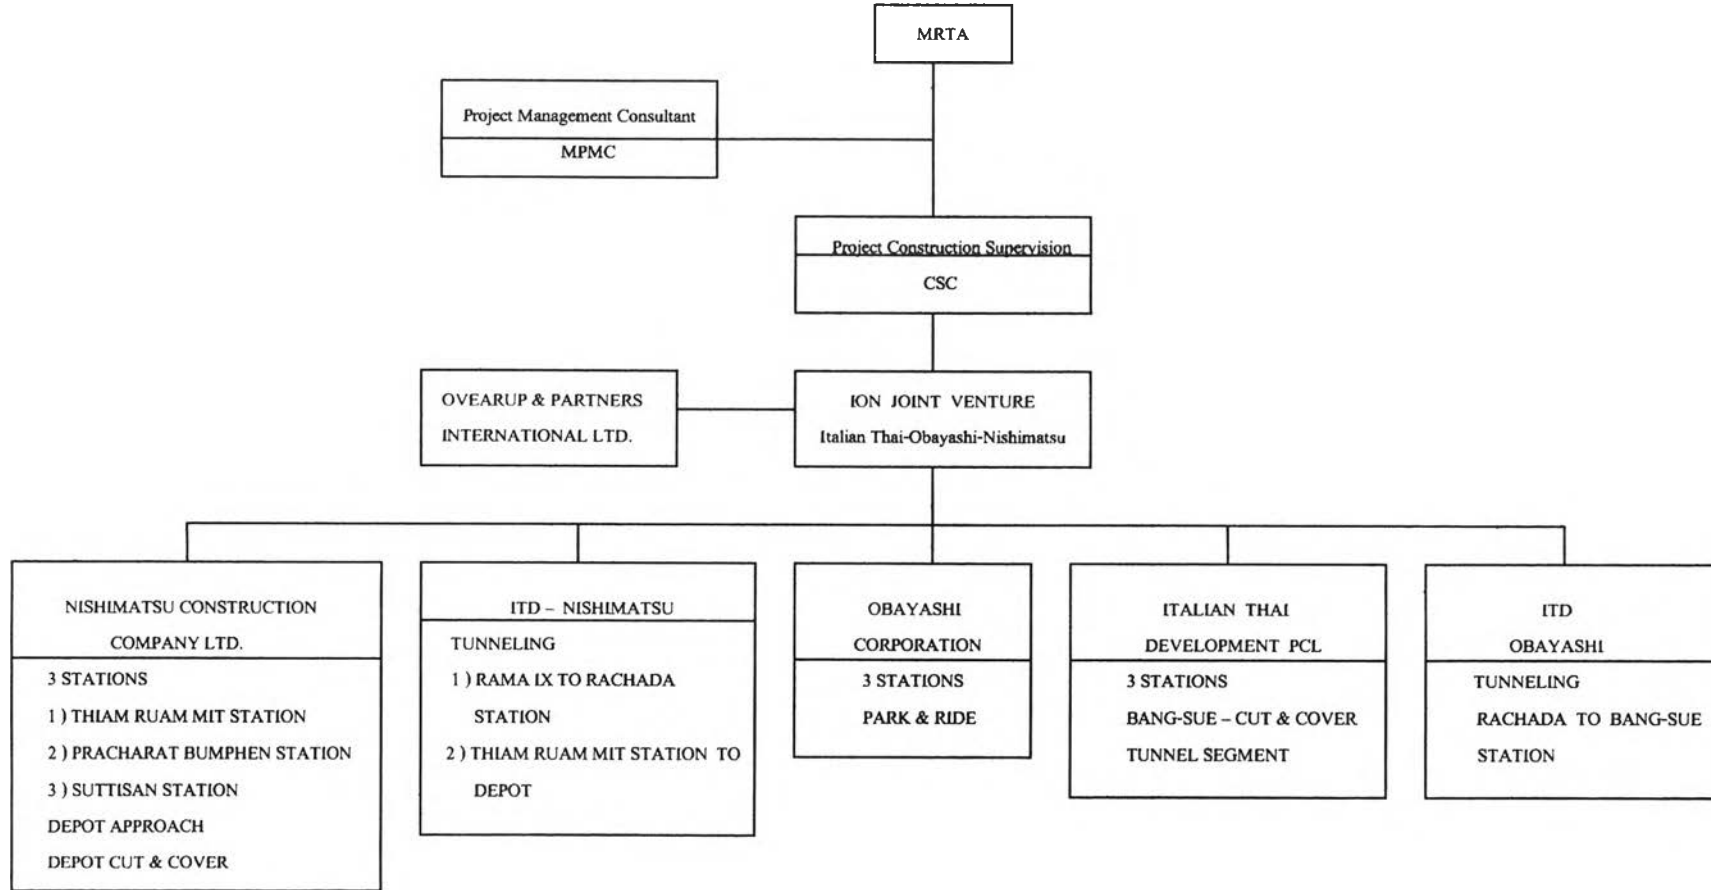 MRTA
Project Management Consultant
MPMC
Project Construction Supervision
CSC
OVEARUP & PARTNERS
INTERNATIONAL LTD.
ION JOINT VENTURE
Italian Thai-Obayashi-Nishimatsu
NISHIMATSU CONSTRUCTION
COMPANY LTD.
3 STATIONS
1 ) THIAM RUAM MIT STATION
2 ) PRACHARAT BUMPHEN STATION
3 ) SUTTISAN STATION
DEPOT APPROACH
DEPOT CUT & COVER
ITD – NISHIMATSU
TUNNELING
1 ) RAMA IX TO RACHADA
STATION
2 ) THIAM RUAM MIT STATION TO
DEPOT
OBAYASHI
CORPORATION
3 STATIONS
PARK & RIDE
ITALIAN THAI
DEVELOPMENT PCL
3 STATIONS
BANG-SUE – CUT & COVER
TUNNEL SEGMENT
ITD
OBAYASHI
TUNNELING
RACHADA TO BANG-SUE
STATION